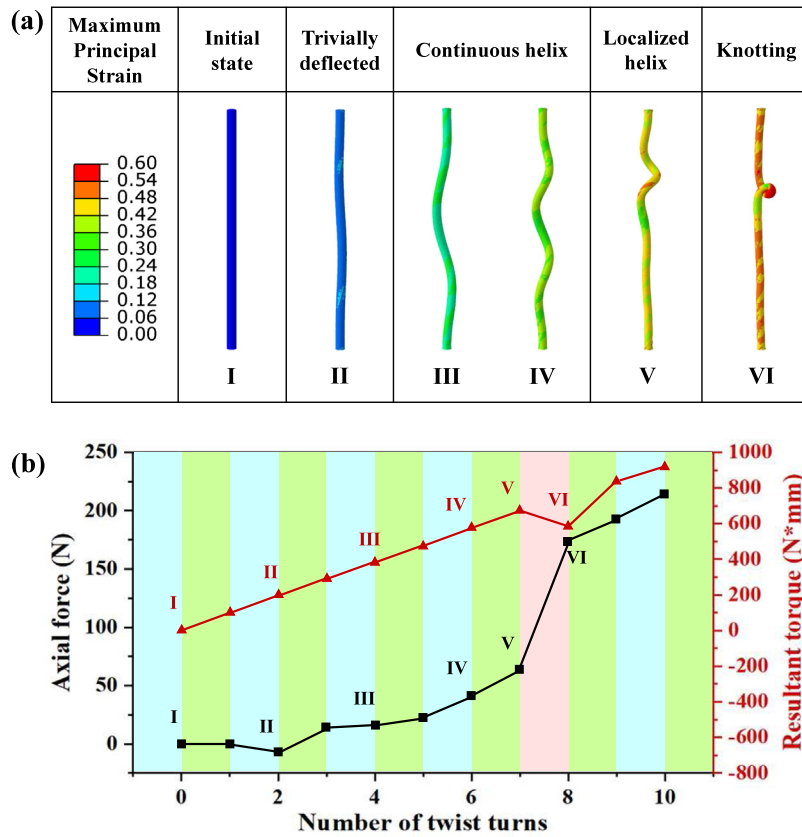 (a)
Maximum
Principal
Strain
Initial
state
Trivially
deflected
Continuous helix
Localized
helix
Knotting
0.60
0.54
0.48
0.42
0.36
0.30
0.24
0.18
0.12
0.06
0.00
I
II
III
IV
V
VI
(b)
Axial force (N)
250
200
150
100
50
0
I
II
III
IV
V
VI
I
II
III
IV
V
VI
1000
800
600
400
200
0
-200
-400
-600
-800
Resultant torque (N*mm)
0
2
4
6
8
10
Number of twist turns